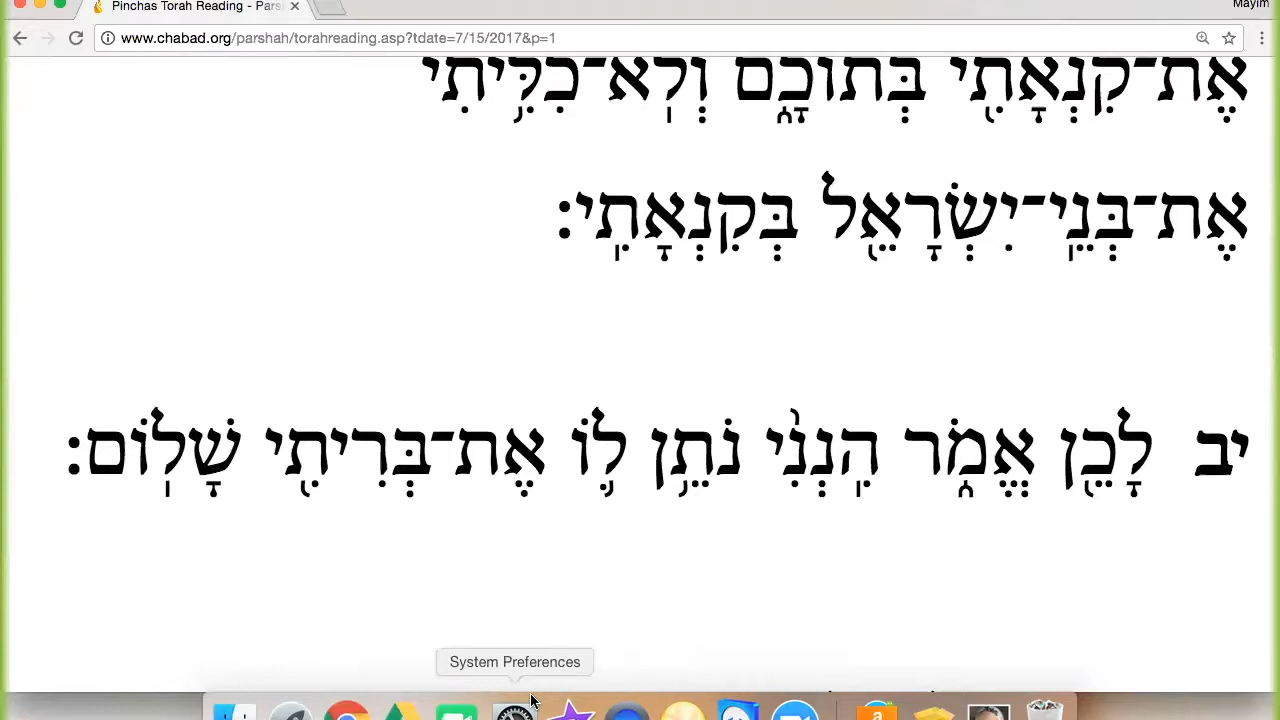 Pinchas Torah Reading - Pars
Mayim
www.chabad.org/parshah/torahreading.asp?tdate=7/15/2017&p=1
אֶת־קִנְאָתִ֖י בְּתוֹכָ֑ם וְלֹֽא־כִלִּ֥יתִי
אֶת־בְּנֵֽי־יִשְׂרָאֵ֖ל בְּקִנְאָתִֽי:
יב לָכֵ֖ן אֱמֹ֑ר הִֽנְנִ֨י נֹתֵ֥ן ל֛וֹ אֶת־בְּרִיתִ֖י שָׁלֽוֹם:
System Preferences